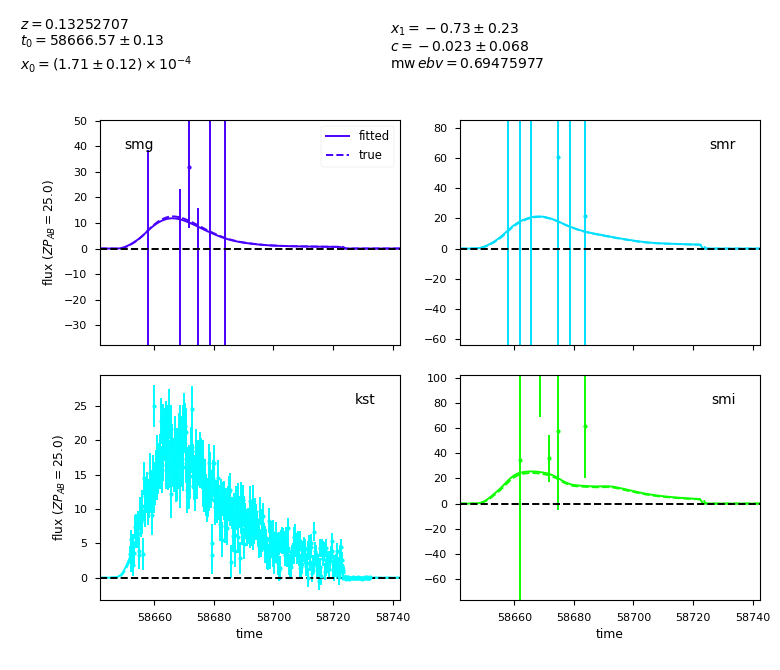 z = 0.13252707
t₀ = 58666.57 ± 0.13
x₀ = (1.71 ± 0.12) × 10⁻⁴
x₁ = −0.73 ± 0.23
c = −0.023 ± 0.068
mw ebv = 0.69475977
smg
fitted
true
50
40
30
20
10
0
−10
−20
−30
flux (ZP_AB = 25.0)
smr
80
60
40
20
0
−20
−40
−60
kst
25
20
15
10
5
0
flux (ZP_AB = 25.0)
58660 58680 58700 58720 58740
time
smi
100
80
60
40
20
0
−20
−40
−60
58660 58680 58700 58720 58740
time